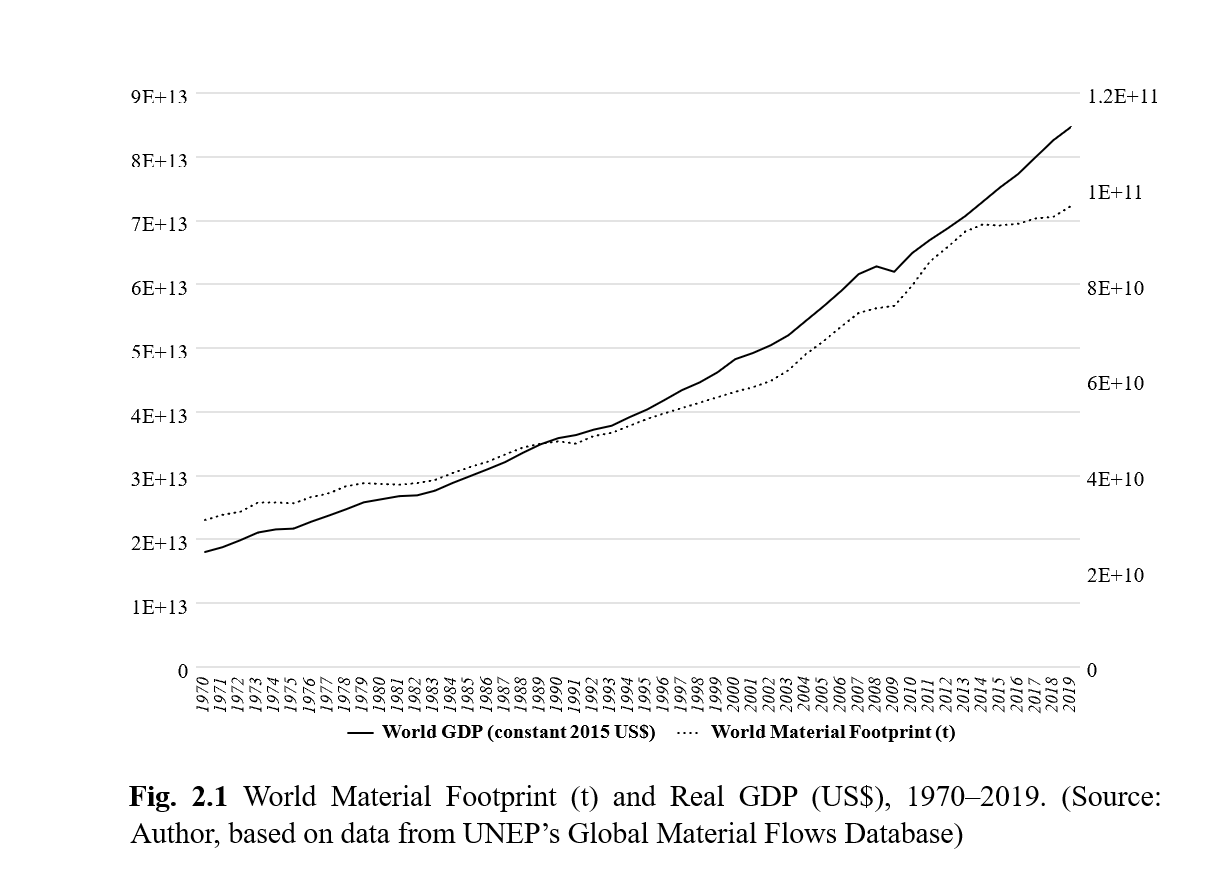 9E+13
8E+13
7E+13
6E+13
5E+13
4E+13
3E+13
2E+13
1E+13
0
1.2E+11
1E+11
8E+10
6E+10
4E+10
2E+10
0
1970 1971 1972 1973 1974 1975 1976 1977 1978 1979 1980 1981 1982 1983 1984 1985 1986 1987 1988 1989 1990 1991 1992 1993 1994 1995 1996 1997 1998 1999 2000 2001 2002 2003 2004 2005 2006 2007 2008 2009 2010 2011 2012 2013 2014 2015 2016 2017 2018 2019
World GDP (constant 2015 US$) World Material Footprint (t)
Fig. 2.1 World Material Footprint (t) and Real GDP (US$), 1970–2019. (Source:
Author, based on data from UNEP’s Global Material Flows Database)